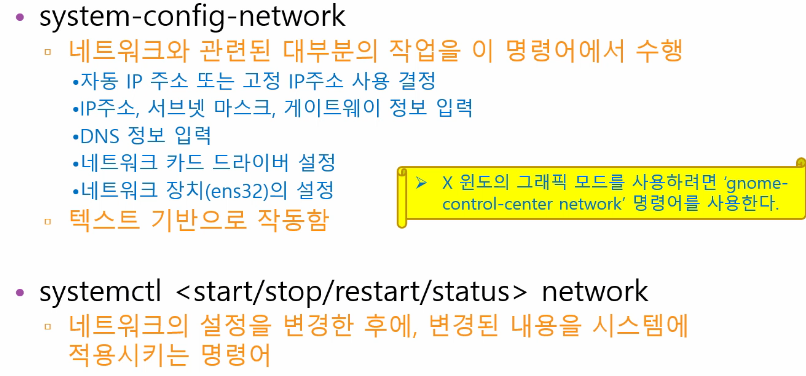 • system-config-network
▫ 네트워크와 관련된 대부분의 작업을 이 명령어에서 수행
•자동 IP 주소 또는 고정 IP주소 사용 결정
•IP주소, 서브넷 마스크, 게이트웨이 정보 입력
•DNS 정보 입력
•네트워크 카드 드라이버 설정
•네트워크 장치(ens32)의 설정
▫ 텍스트 기반으로 작동함
➢ X 윈도의 그래픽 모드를 사용하려면 ‘gnome-
control-center network’ 명령어를 사용한다.
• systemctl <start/stop/restart/status> network
▫ 네트워크의 설정을 변경한 후에, 변경된 내용을 시스템에
적용시키는 명령어